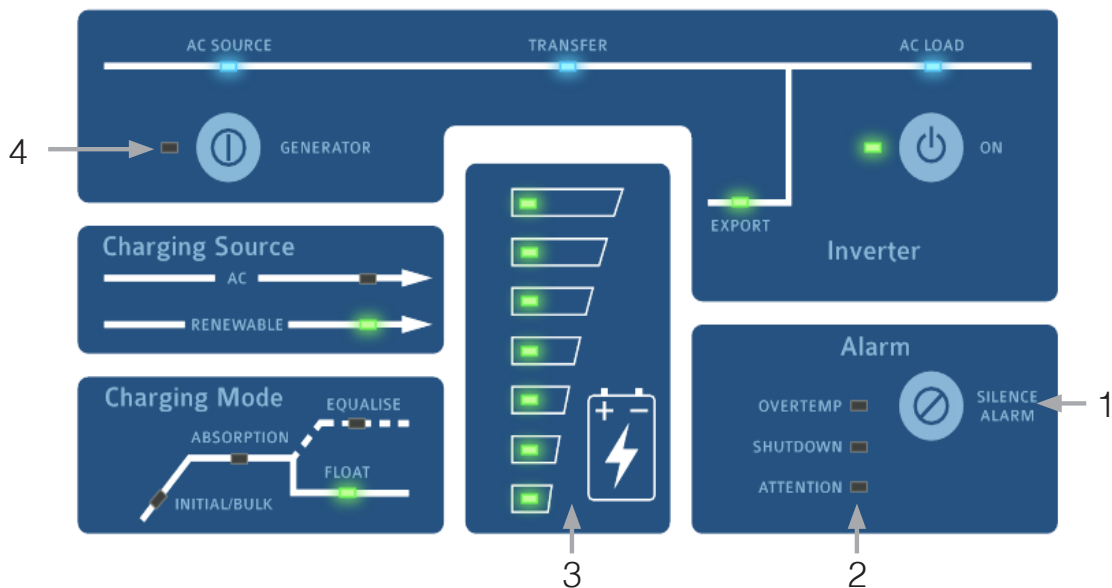 AC SOURCE
TRANSFER
AC LOAD
4
GENERATOR
ON
EXPORT
Inverter
Charging Source
AC
RENEWABLE
Charging Mode
EQUALISE
ABSORPTION
FLOAT
INITIAL/BULK
+ −
3
Alarm
OVERTEMP
SILENCE
ALARM
1
SHUTDOWN
ATTENTION
2